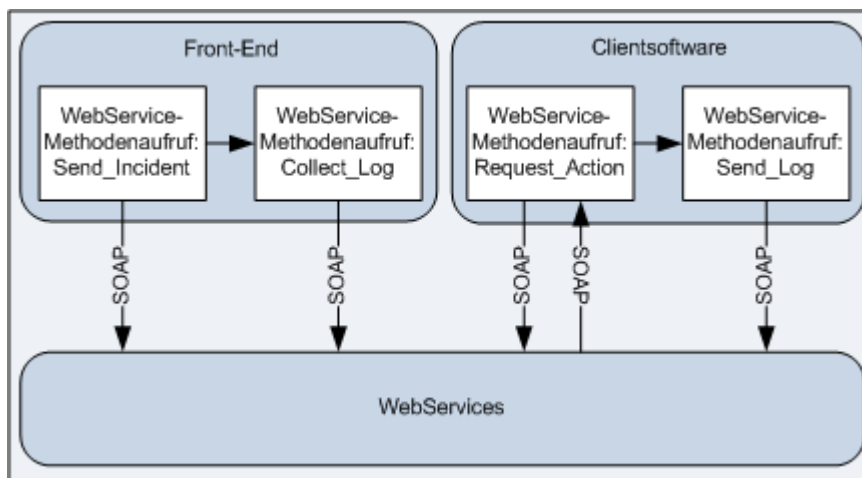 Front-End
Clientsoftware
WebService-
Methodenaufruf:
Send_Incident
WebService-
Methodenaufruf:
Collect_Log
WebService-
Methodenaufruf:
Request_Action
WebService-
Methodenaufruf:
Send_Log
SOAP
SOAP
SOAP
SOAP
SOAP
WebServices